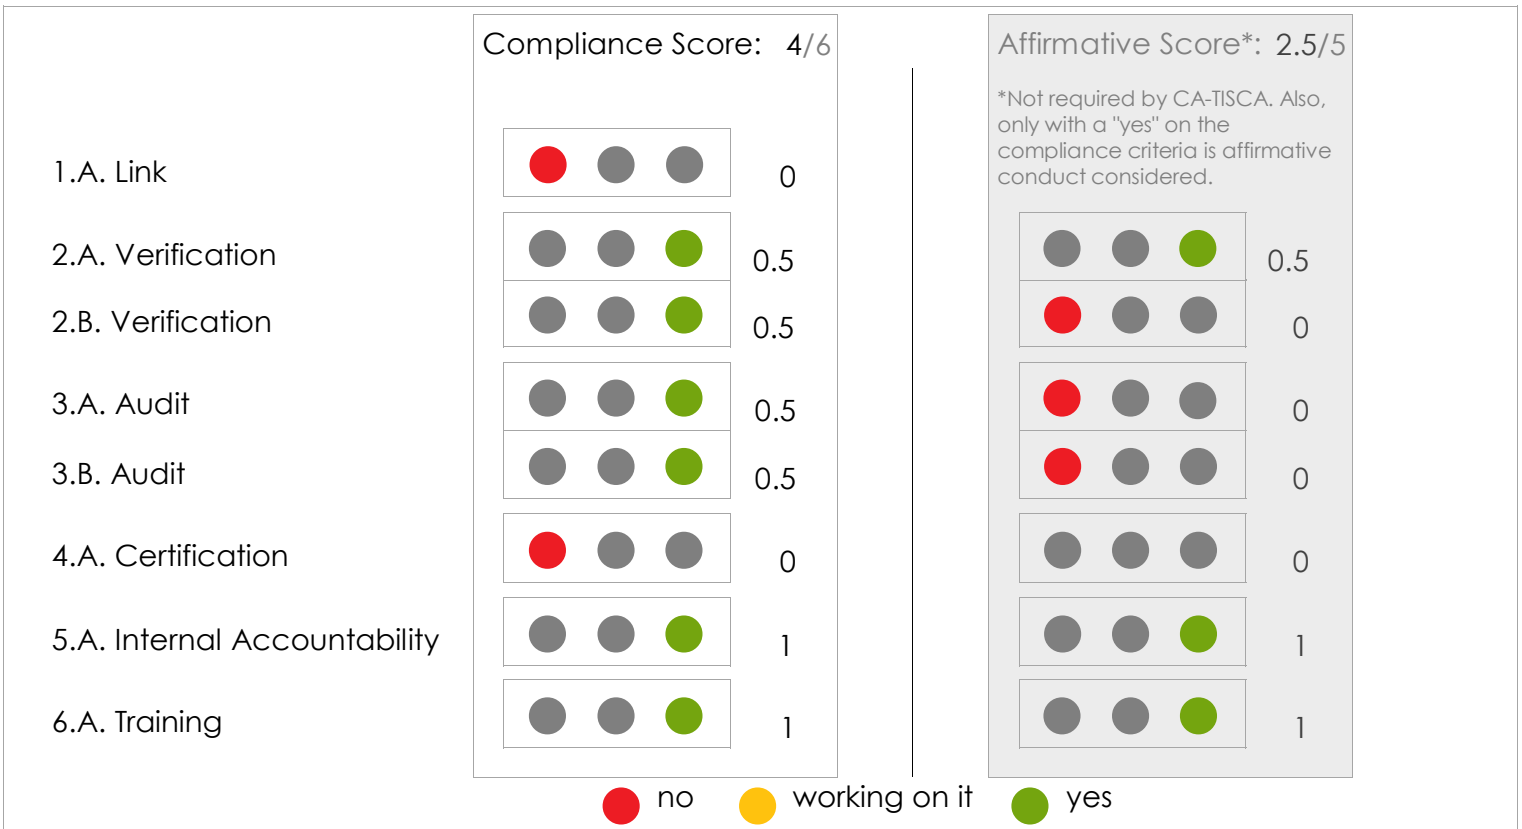 Compliance Score: 4/6
Affirmative Score*: 2.5/5
*Not required by CA-TISCA. Also,
only with a "yes" on the
compliance criteria is affirmative
conduct considered.
1.A. Link 0
2.A. Verification 0.5 0.5
2.B. Verification 0.5 0
3.A. Audit 0.5 0
3.B. Audit 0.5 0
4.A. Certification 0 0
5.A. Internal Accountability 1 1
6.A. Training 1 1
no working on it yes